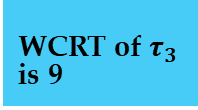 WCRT of τ₃
is 9